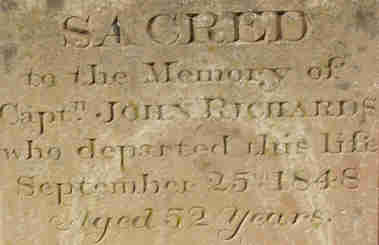 SACRED
to the Memory of
Captn. JOHN RICHARDS
who departed this life
September 25th 1848
Aged 52 Years.